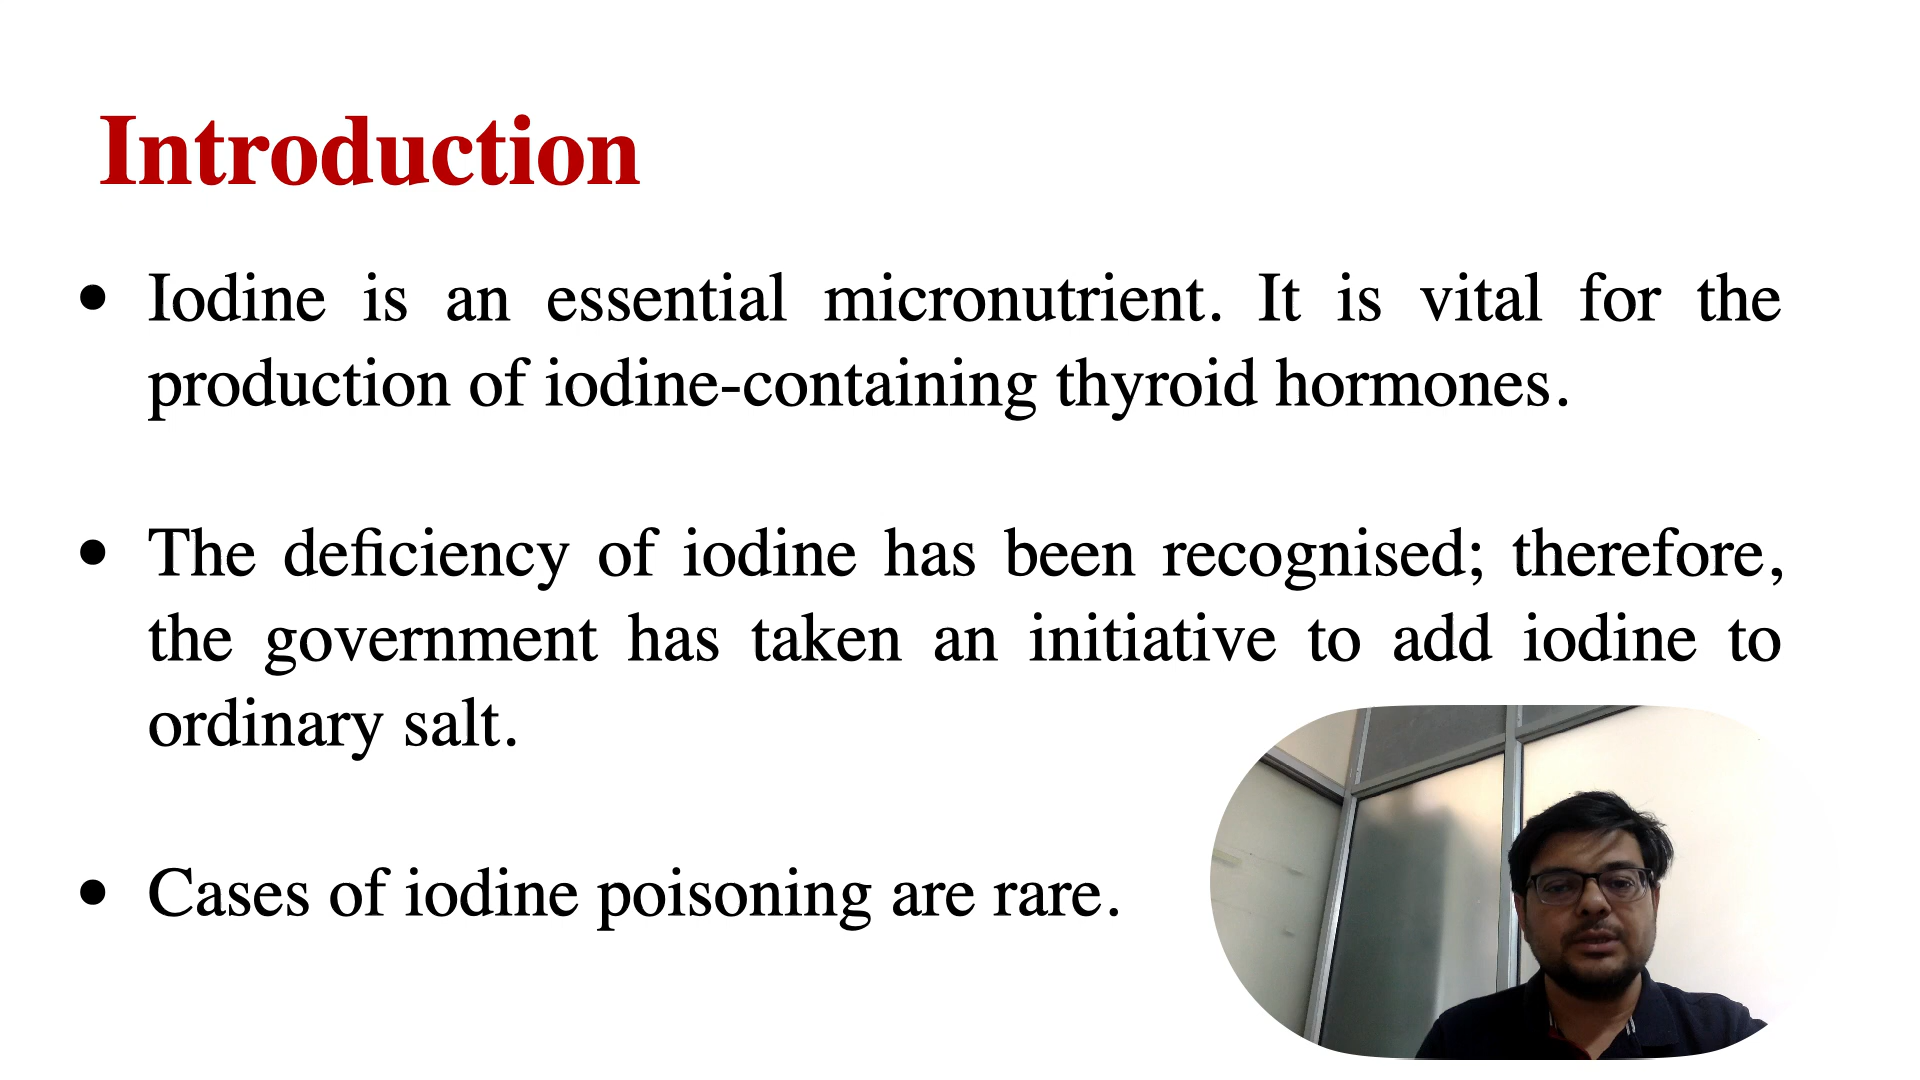 Introduction
• Iodine is an essential micronutrient. It is vital for the
production of iodine-containing thyroid hormones.
• The deficiency of iodine has been recognised; therefore,
the government has taken an initiative to add iodine to
ordinary salt.
• Cases of iodine poisoning are rare.